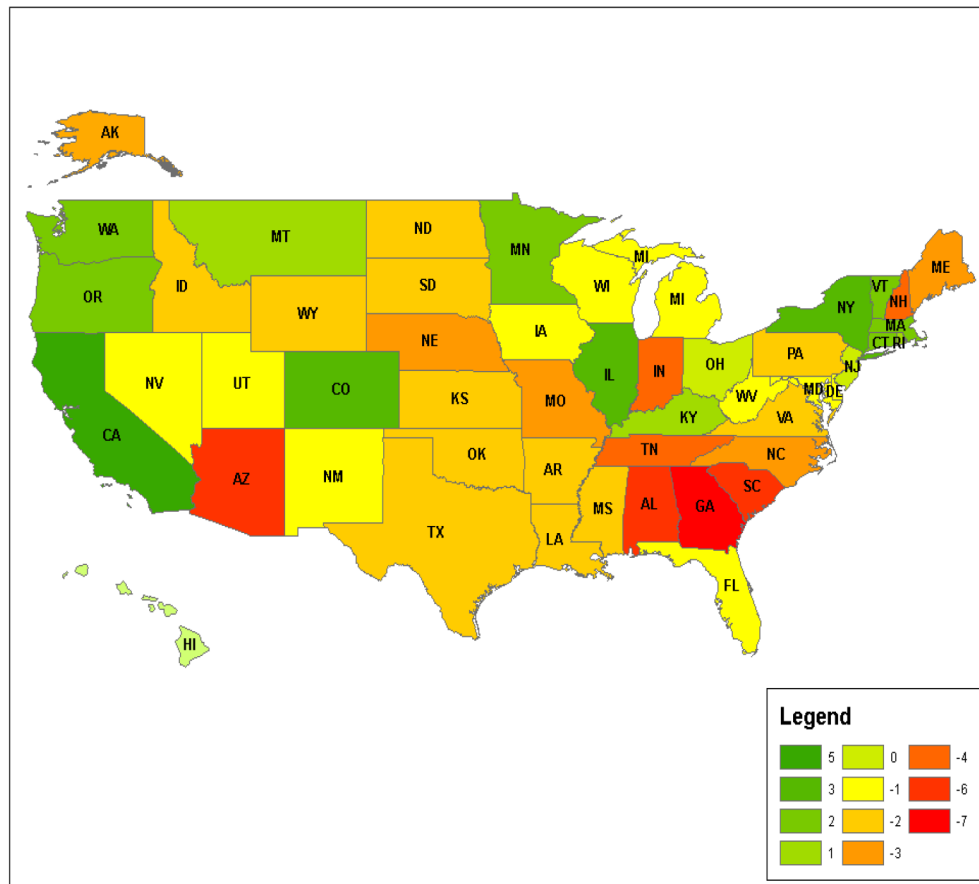 AK
WA
MT
ND
MN
MI
ME
OR
ID
SD
WI
MI
VT
NH
NY
MA
WY
IA
CT RI
NE
PA
NV
UT
CO
IL
IN
OH
NJ
KS
MO
WV
MD
DE
KY
VA
CA
OK
TN
NC
AZ
NM
AR
SC
TX
MS
AL
GA
LA
FL
HI
Legend
5 0 -4
3 -1 -6
2 -2 -7
1 -3